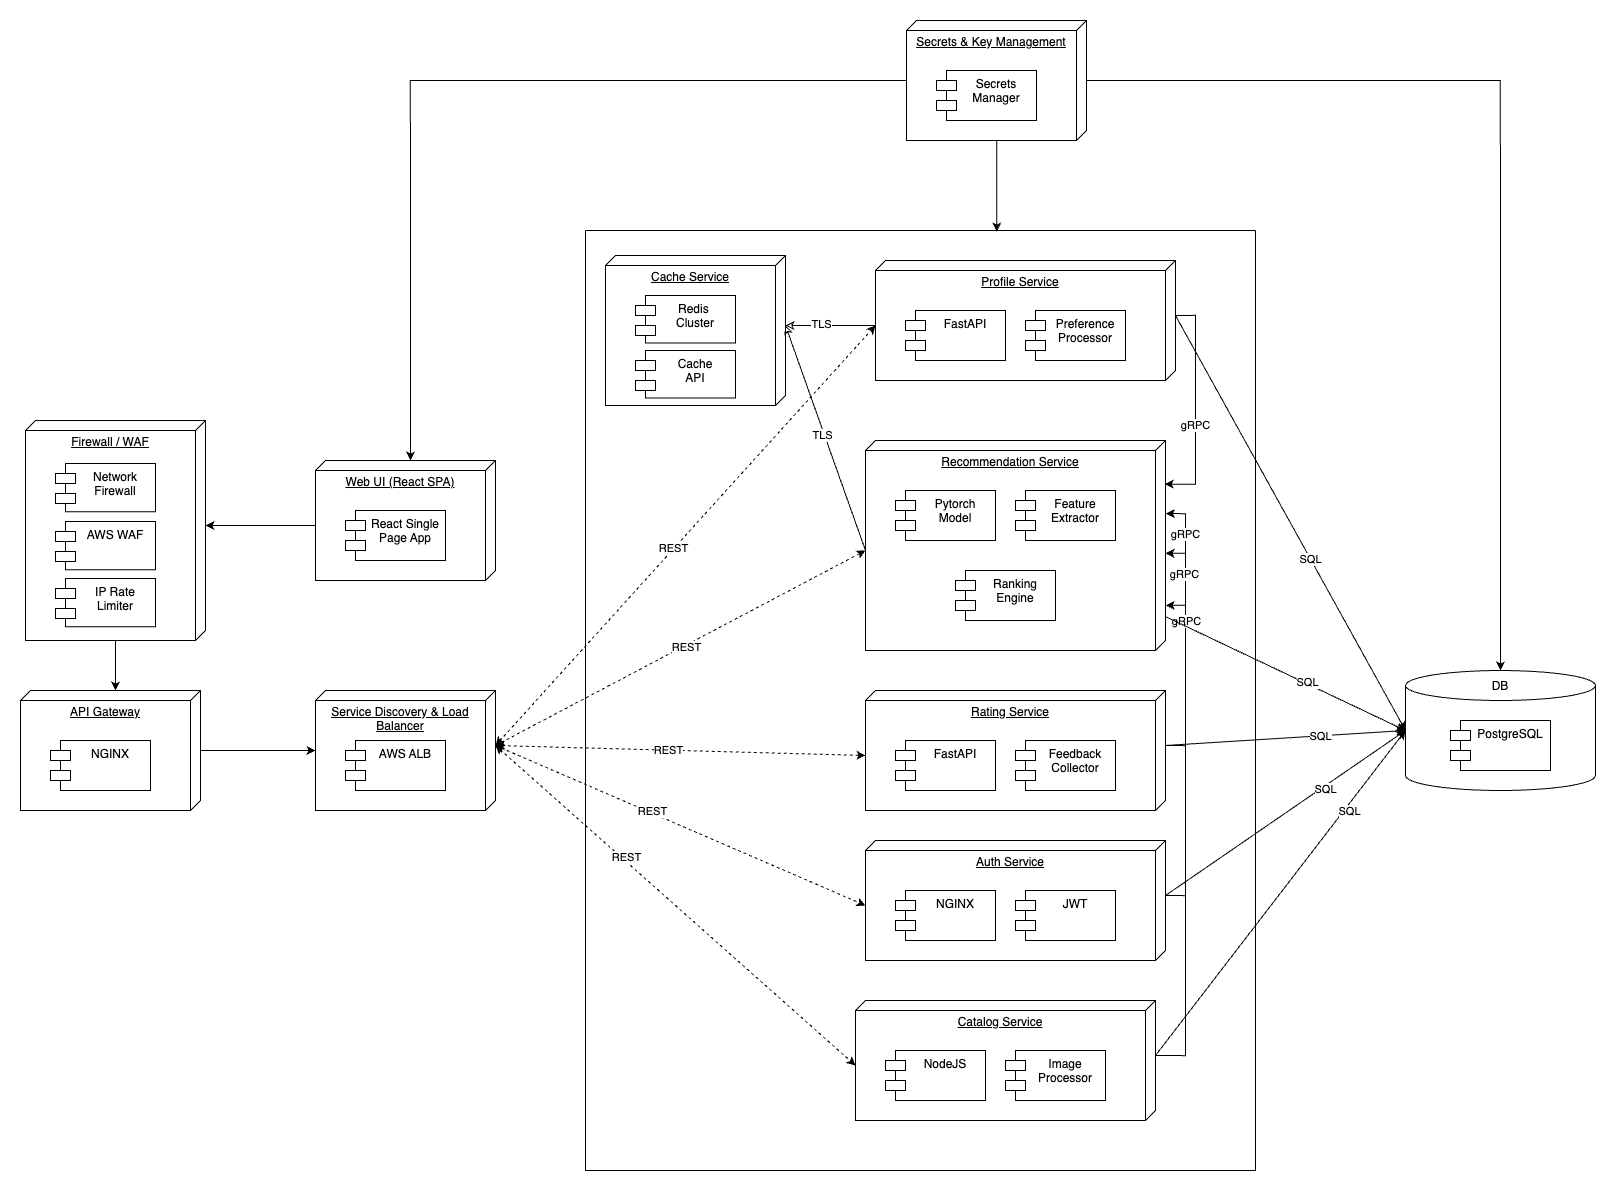 Secrets & Key Management
Secrets
Manager
Cache Service
Redis
Cluster
Cache
API
Profile Service
FastAPI
Preference
Processor
TLS
TLS
gRPC
Firewall / WAF
Network
Firewall
AWS WAF
IP Rate
Limiter
Web UI (React SPA)
React Single
Page App
Recommendation Service
Pytorch
Model
Feature
Extractor
Ranking
Engine
gRPC
gRPC
gRPC
REST
REST
REST
REST
REST
SQL
SQL
SQL
SQL
SQL
API Gateway
NGINX
Service Discovery & Load
Balancer
AWS ALB
Rating Service
FastAPI
Feedback
Collector
DB
PostgreSQL
Auth Service
NGINX
JWT
Catalog Service
NodeJS
Image
Processor